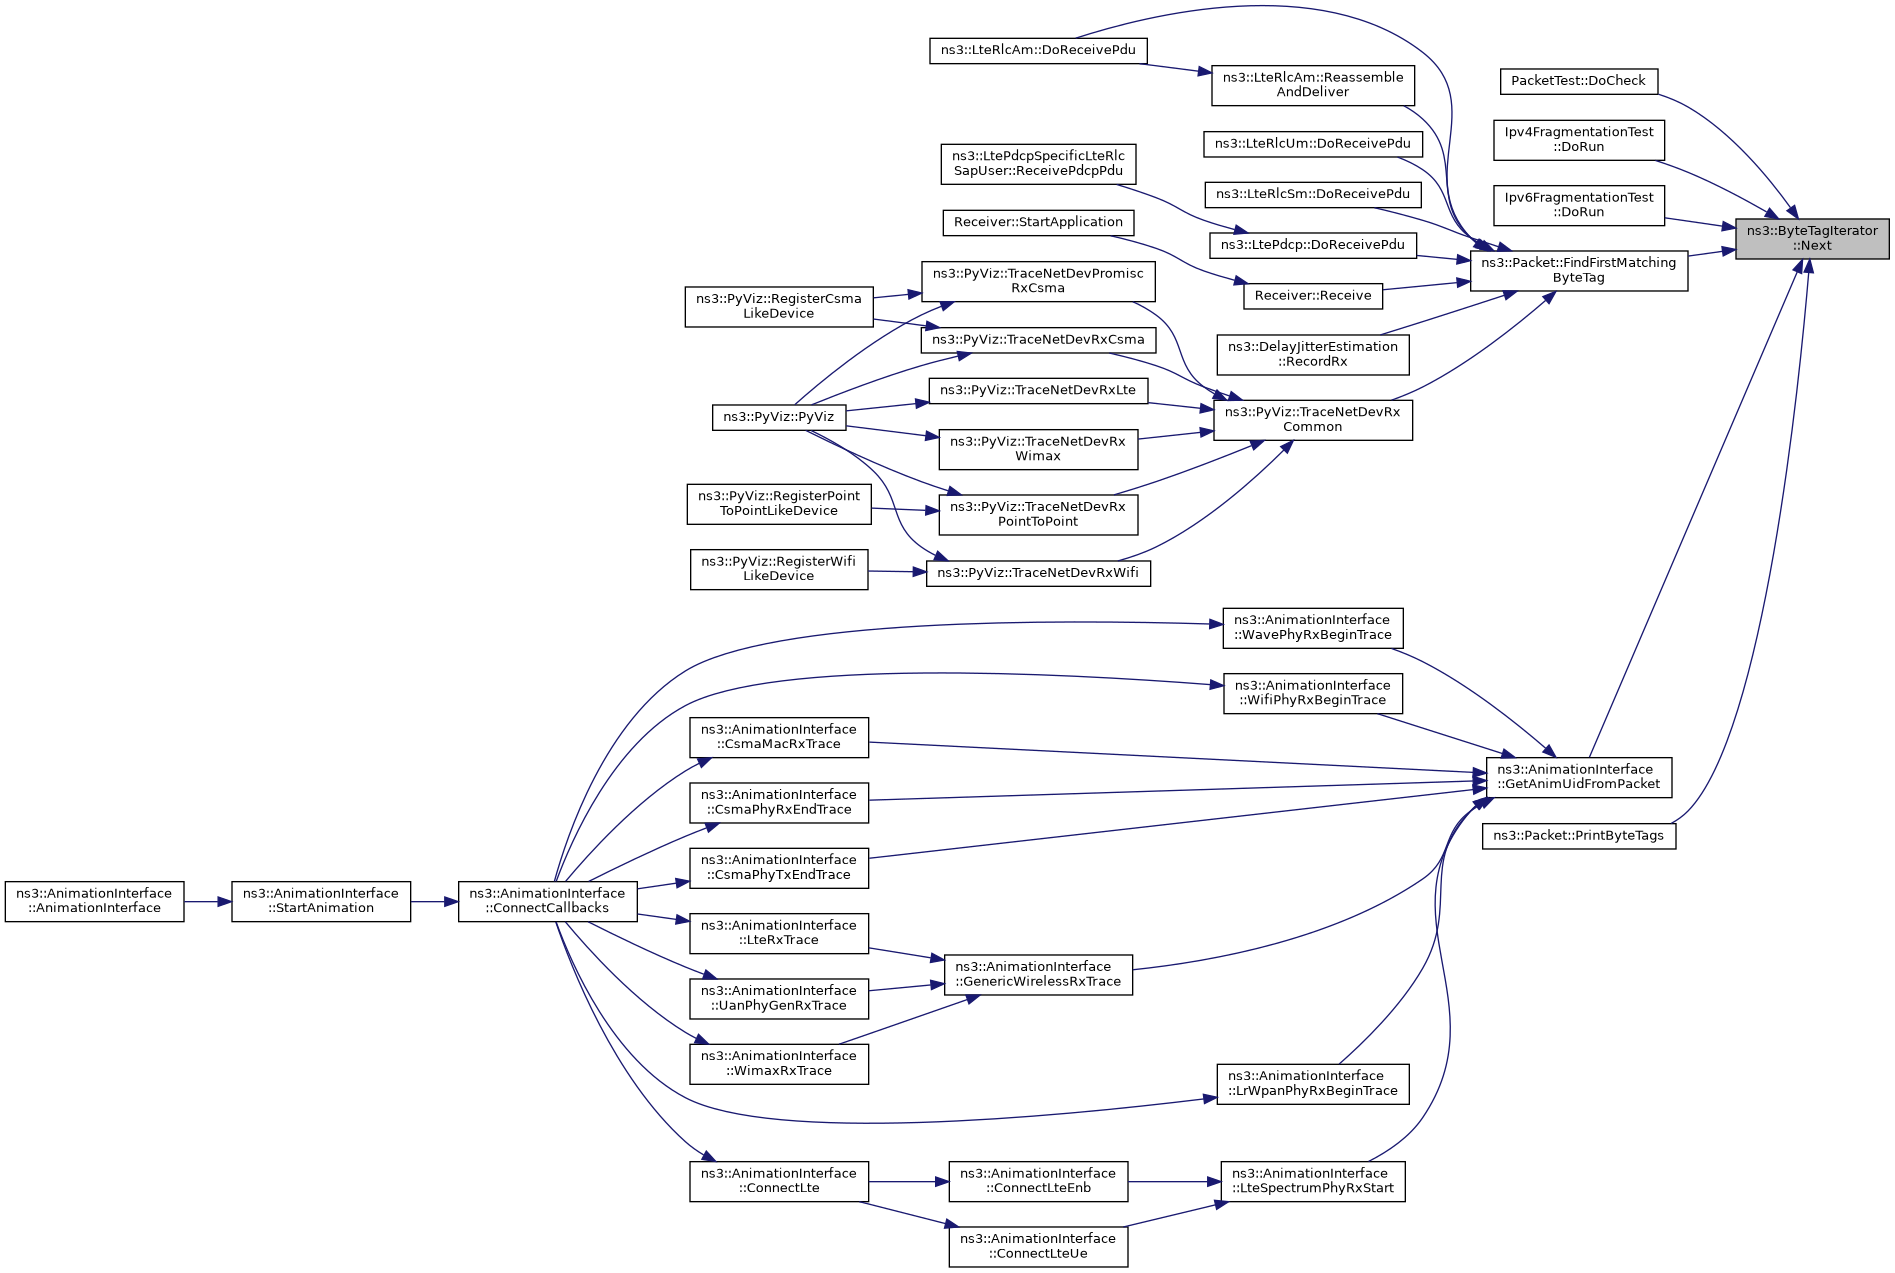 ns3::LteRlcAm::DoReceivePdu
ns3::LteRlcAm::Reassemble
AndDeliver
PacketTest::DoCheck
Ipv4FragmentationTest
::DoRun
ns3::LteRlcUm::DoReceivePdu
ns3::LtePdcpSpecificLteRlc
SapUser::ReceivePdcpPdu
ns3::LteRlcSm::DoReceivePdu
Ipv6FragmentationTest
::DoRun
Receiver::StartApplication
ns3::LtePdcp::DoReceivePdu
ns3::ByteTagIterator
::Next
ns3::Packet::FindFirstMatching
ByteTag
ns3::PyViz::TraceNetDevPromisc
RxCsma
Receiver::Receive
ns3::PyViz::RegisterCsma
LikeDevice
ns3::PyViz::TraceNetDevRxCsma
ns3::DelayJitterEstimation
::RecordRx
ns3::PyViz::TraceNetDevRxLte
ns3::PyViz::PyViz
ns3::PyViz::TraceNetDevRx
Common
ns3::PyViz::TraceNetDevRx
Wimax
ns3::PyViz::RegisterPoint
ToPointLikeDevice
ns3::PyViz::TraceNetDevRx
PointToPoint
ns3::PyViz::RegisterWifi
LikeDevice
ns3::PyViz::TraceNetDevRxWifi
ns3::AnimationInterface
::WavePhyRxBeginTrace
ns3::AnimationInterface
::WifiPhyRxBeginTrace
ns3::AnimationInterface
::CsmaMacRxTrace
ns3::AnimationInterface
::GetAnimUidFromPacket
ns3::AnimationInterface
::CsmaPhyRxEndTrace
ns3::Packet::PrintByteTags
ns3::AnimationInterface
::CsmaPhyTxEndTrace
ns3::AnimationInterface
::AnimationInterface
ns3::AnimationInterface
::StartAnimation
ns3::AnimationInterface
::ConnectCallbacks
ns3::AnimationInterface
::LteRxTrace
ns3::AnimationInterface
::GenericWirelessRxTrace
ns3::AnimationInterface
::UanPhyGenRxTrace
ns3::AnimationInterface
::WimaxRxTrace
ns3::AnimationInterface
::LrWpanPhyRxBeginTrace
ns3::AnimationInterface
::ConnectLte
ns3::AnimationInterface
::ConnectLteEnb
ns3::AnimationInterface
::LteSpectrumPhyRxStart
ns3::AnimationInterface
::ConnectLteUe